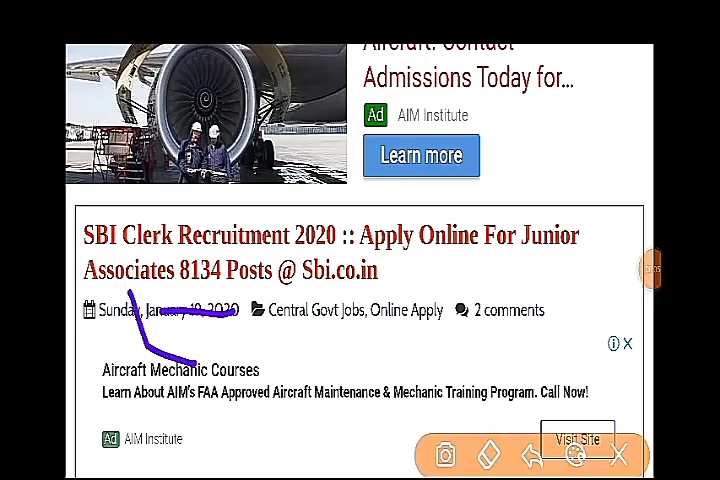 Aircraft. Contact
Admissions Today for...
Ad AIM Institute
Learn more
SBI Clerk Recruitment 2020 :: Apply Online For Junior
Associates 8134 Posts @ Sbi.co.in
Sunday, January 19, 2020 Central Govt Jobs, Online Apply 2 comments
Aircraft Mechanic Courses
Learn About AIM's FAA Approved Aircraft Maintenance & Mechanic Training Program. Call Now!
Ad AIM Institute
Visit Site